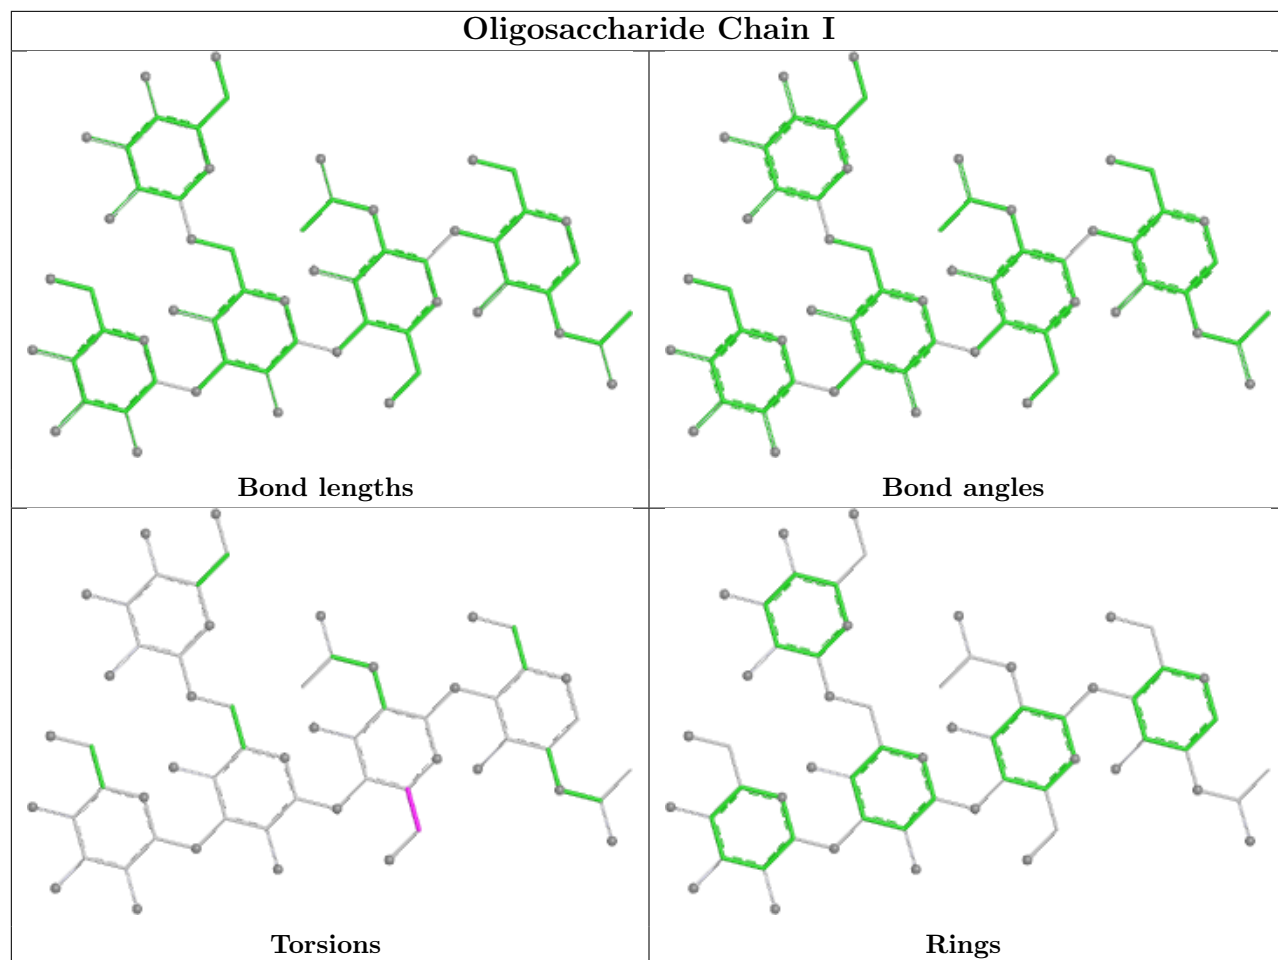 Oligosaccharide Chain I
Bond lengths
Bond angles
Torsions
Rings